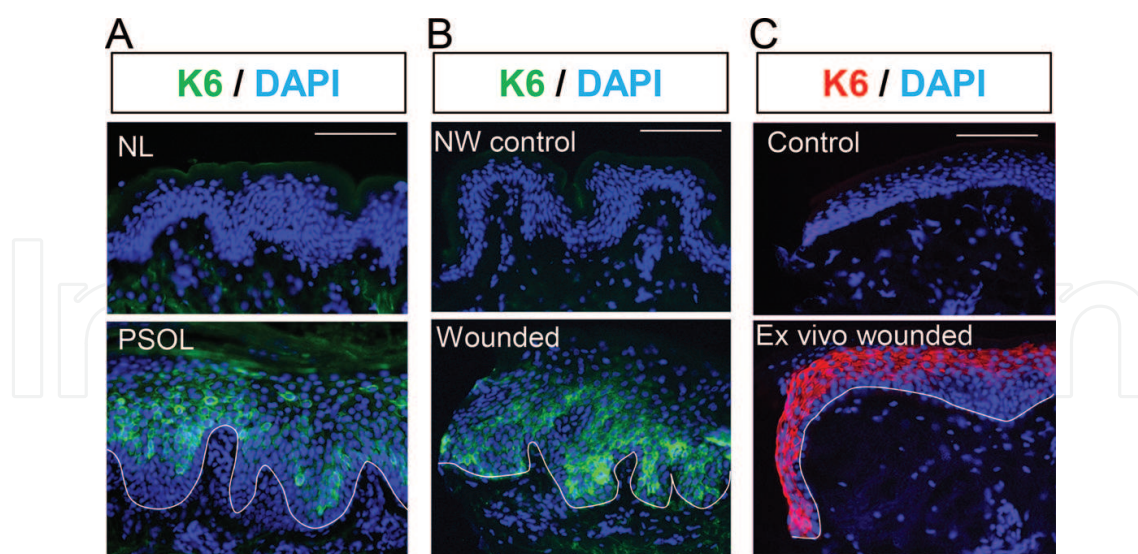 A
B
C
K6 / DAPI
K6 / DAPI
K6 / DAPI
NL
NW control
Control
PSOL
Wounded
Ex vivo wounded